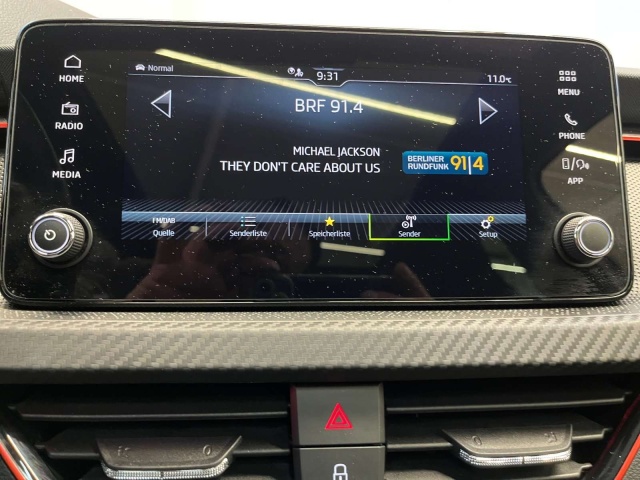 HOME
Normal
9:31
11.0°C
MENU
BRF 91.4
RADIO
PHONE
MICHAEL JACKSON
THEY DON'T CARE ABOUT US
BERLINER
RUNDFUNK 91|4
MEDIA
APP
FM/DAB
Quelle
Senderliste
Speicherliste
Sender
Setup